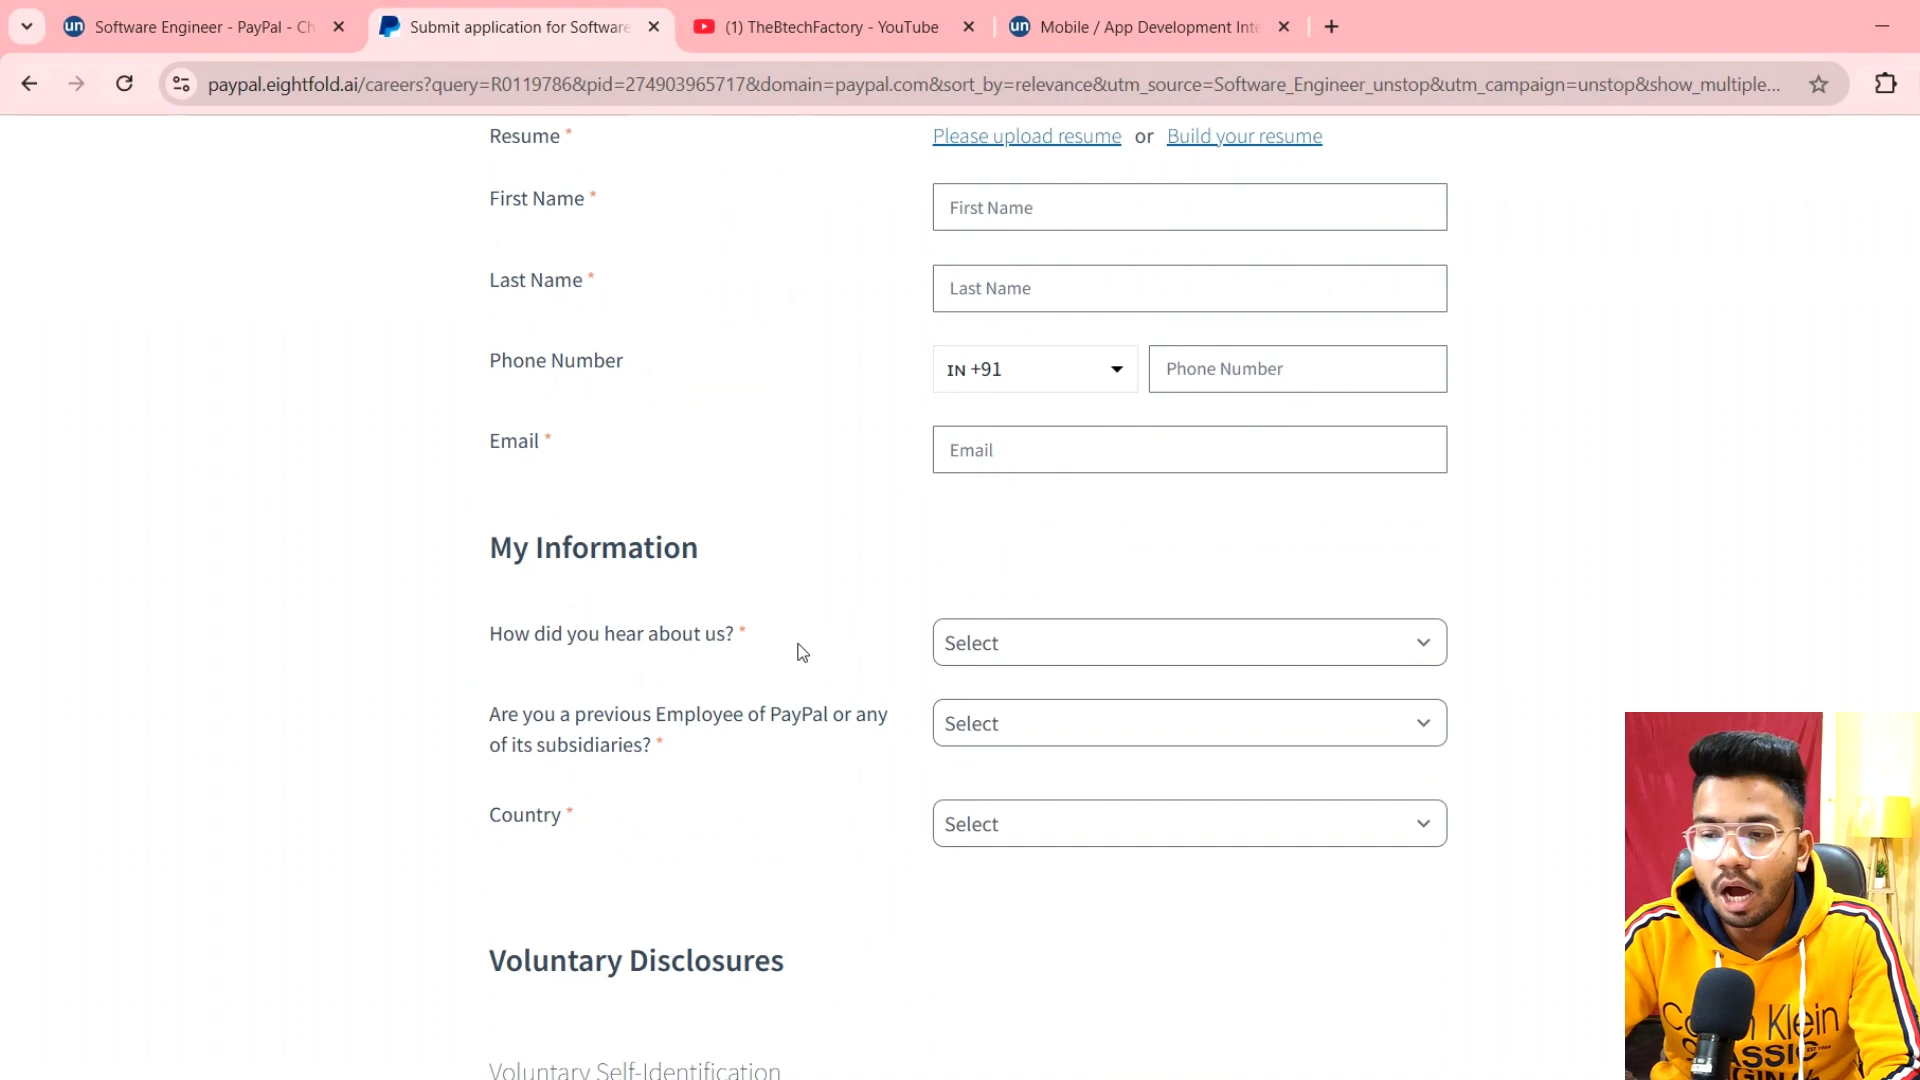 un Software Engineer - PayPal - Ch
Submit application for Software
(1) TheBtechFactory - YouTube
un Mobile / App Development Inte
paypal.eightfold.ai/careers?query=R0119786&pid=274903965717&domain=paypal.com&sort_by=relevance&utm_source=Software_Engineer_unstop&utm_campaign=unstop&show_multiple...
Resume * Please upload resume or Build your resume
First Name * First Name
Last Name * Last Name
Phone Number IN +91 Phone Number
Email * Email
My Information
How did you hear about us? * Select
Are you a previous Employee of PayPal or any
of its subsidiaries? * Select
Country * Select
Voluntary Disclosures
Voluntary Self-Identification
Klein